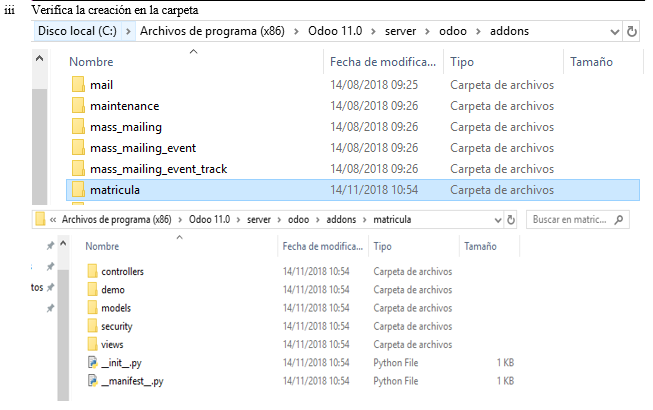 iii Verifica la creación en la carpeta
Disco local (C:) > Archivos de programa (x86) > Odoo 11.0 > server > odoo > addons
Nombre Fecha de modifica... Tipo Tamaño
mail 14/08/2018 09:25 Carpeta de archivos
maintenance 14/08/2018 09:26 Carpeta de archivos
mass_mailing 14/08/2018 09:26 Carpeta de archivos
mass_mailing_event 14/08/2018 09:26 Carpeta de archivos
mass_mailing_event_track 14/08/2018 09:26 Carpeta de archivos
matricula 14/11/2018 10:54 Carpeta de archivos
« Archivos de programa (x86) > Odoo 11.0 > server > odoo > addons > matricula Buscar en matric...
Nombre Fecha de modifica... Tipo Tamaño
controllers 14/11/2018 10:54 Carpeta de archivos
tos demo 14/11/2018 10:54 Carpeta de archivos
models 14/11/2018 10:54 Carpeta de archivos
security 14/11/2018 10:54 Carpeta de archivos
views 14/11/2018 10:54 Carpeta de archivos
__init__.py 14/11/2018 10:54 Python File 1 KB
__manifest__.py 14/11/2018 10:54 Python File 1 KB